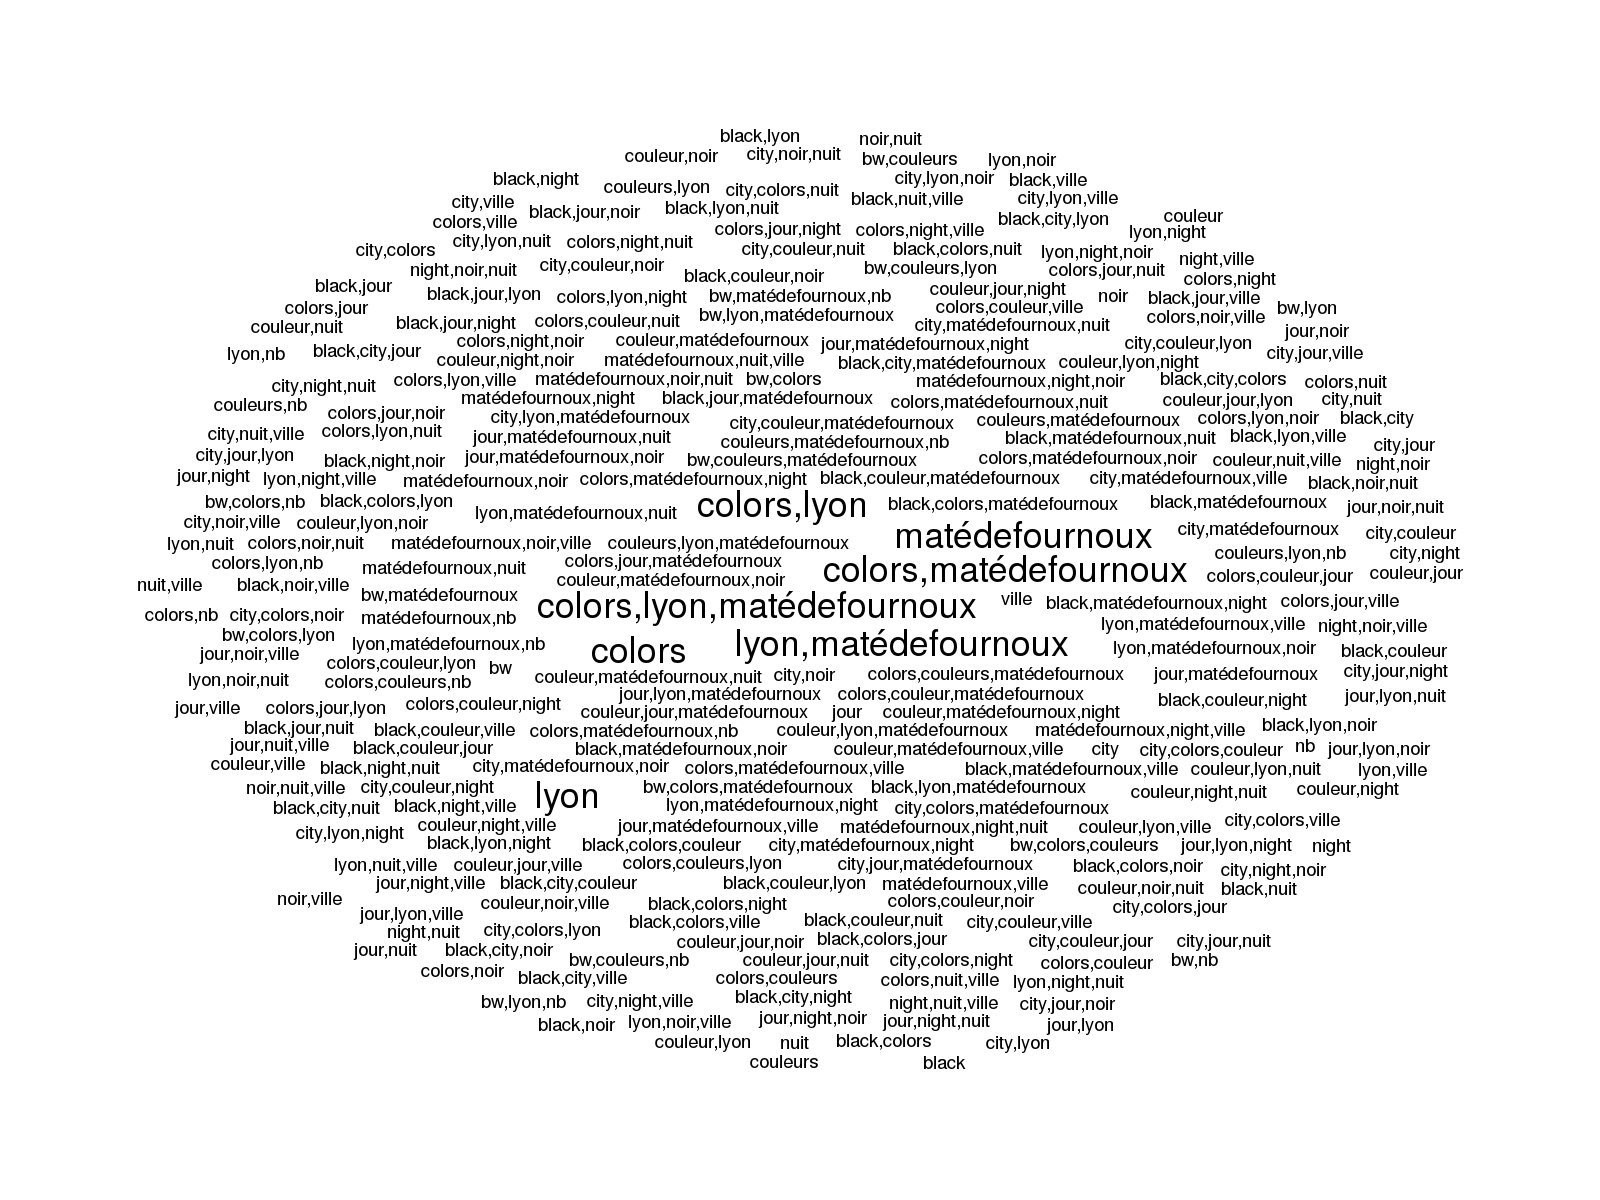 black,lyon noir,nuit
couleur,noir city,noir,nuit bw,couleurs lyon,noir
black,night couleurs,lyon city,colors,nuit city,lyon,noir black,ville
city,ville black,jour,noir black,lyon,nuit black,nuit,ville city,lyon,ville
colors,ville colors,jour,night colors,night,ville black,city,lyon couleur
lyon,night
city,colors city,lyon,nuit colors,night,nuit city,couleur,nuit black,colors,nuit lyon,night,noir
night,noir,nuit city,couleur,noir black,couleur,noir bw,couleurs,lyon colors,jour,nuit night,ville
colors,night
black,jour black,jour,lyon colors,lyon,night bw,matédefournoux,nb couleur,jour,night noir black,jour,ville
colors,jour colors,couleur,ville bw,lyon
couleur,nuit black,jour,night colors,couleur,nuit bw,lyon,matédefournoux city,matédefournoux,nuit colors,noir,ville jour,noir
colors,night,noir couleur,matédefournoux jour,matédefournoux,night city,couleur,lyon
lyon,nb black,city,jour couleur,night,noir matédefournoux,nuit,ville black,city,matédefournoux couleur,lyon,night city,jour,ville
city,night,nuit colors,lyon,ville matédefournoux,noir,nuit bw,colors matédefournoux,night,noir black,city,colors colors,nuit
couleurs,nb matédefournoux,night black,jour,matédefournoux colors,matédefournoux,nuit couleur,jour,lyon city,nuit
colors,jour,noir city,lyon,matédefournoux city,couleur,matédefournoux couleurs,matédefournoux colors,lyon,noir black,city
city,nuit,ville colors,lyon,nuit jour,matédefournoux,nuit couleurs,matédefournoux,nb black,matédefournoux,nuit black,lyon,ville city,jour
city,jour,lyon black,night,noir jour,matédefournoux,noir bw,couleurs,matédefournoux colors,matédefournoux,noir couleur,nuit,ville night,noir
jour,night lyon,night,ville matédefournoux,noir colors,matédefournoux,night black,couleur,matédefournoux city,matédefournoux,ville black,noir,nuit
bw,colors,nb black,colors,lyon lyon,matédefournoux,nuit colors,lyon black,colors,matédefournoux black,matédefournoux jour,noir,nuit
city,noir,ville couleur,lyon,noir matédefournoux city,matédefournoux city,couleur
lyon,nuit colors,noir,nuit matédefournoux,noir,ville couleurs,lyon,matédefournoux couleurs,lyon,nb city,night
colors,lyon,nb matédefournoux,nuit colors,jour,matédefournoux colors,matédefournoux colors,couleur,jour couleur,jour
nuit,ville black,noir,ville bw,matédefournoux couleur,matédefournoux,noir
colors,nb city,colors,noir matédefournoux,nb colors,lyon,matédefournoux ville black,matédefournoux,night colors,jour,ville
bw,colors,lyon lyon,matédefournoux,ville night,noir,ville
jour,noir,ville lyon,matédefournoux,nb colors lyon,matédefournoux lyon,matédefournoux,noir black,couleur
colors,couleur,lyon bw
lyon,noir,nuit colors,couleurs,nb couleur,matédefournoux,nuit city,noir colors,couleurs,matédefournoux jour,matédefournoux city,jour,night
jour,lyon,matédefournoux colors,couleur,matédefournoux black,couleur,night jour,lyon,nuit
jour,ville colors,jour,lyon colors,couleur,night couleur,jour,matédefournoux jour couleur,matédefournoux,night
black,jour,nuit black,couleur,ville colors,matédefournoux,nb couleur,lyon,matédefournoux matédefournoux,night,ville black,lyon,noir
jour,nuit,ville black,couleur,jour black,matédefournoux,noir couleur,matédefournoux,ville city city,colors,couleur nb jour,lyon,noir
couleur,ville black,night,nuit city,matédefournoux,noir colors,matédefournoux,ville black,matédefournoux,ville couleur,lyon,nuit lyon,ville
noir,nuit,ville city,couleur,night lyon bw,colors,matédefournoux black,lyon,matédefournoux couleur,night,nuit couleur,night
black,city,nuit black,night,ville lyon,matédefournoux,night city,colors,matédefournoux
city,lyon,night couleur,night,ville jour,matédefournoux,ville matédefournoux,night,nuit couleur,lyon,ville city,colors,ville
black,lyon,night black,colors,couleur city,matédefournoux,night bw,colors,couleurs jour,lyon,night night
lyon,nuit,ville couleur,jour,ville colors,couleurs,lyon city,jour,matédefournoux black,colors,noir city,night,noir
jour,night,ville black,city,couleur black,couleur,lyon matédefournoux,ville couleur,noir,nuit black,nuit
noir,ville couleur,noir,ville black,colors,night colors,couleur,noir city,colors,jour
jour,lyon,ville black,colors,ville black,couleur,nuit city,couleur,ville
night,nuit city,colors,lyon couleur,jour,noir black,colors,jour city,couleur,jour city,jour,nuit
jour,nuit black,city,noir bw,couleurs,nb couleur,jour,nuit city,colors,night colors,couleur bw,nb
colors,noir black,city,ville colors,couleurs colors,nuit,ville lyon,night,nuit
bw,lyon,nb city,night,ville black,city,night night,nuit,ville city,jour,noir
black,noir lyon,noir,ville jour,night,noir jour,night,nuit jour,lyon
couleur,lyon nuit black,colors city,lyon
couleurs black